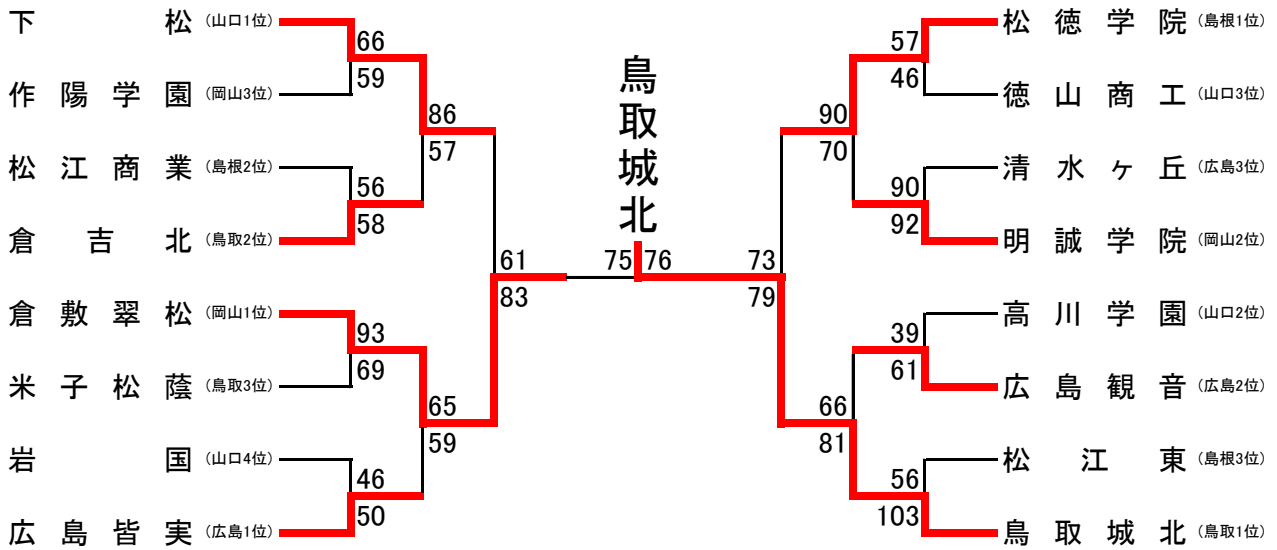 下松 (山口1位)
66
59
作陽学園 (岡山3位)
86
57
松江商業 (島根2位)
56
58
倉吉北 (鳥取2位)
61
83
倉敷翠松 (岡山1位)
93
69
米子松蔭 (鳥取3位)
65
59
岩国 (山口4位)
46
50
広島皆実 (広島1位)
鳥取城北
75 76
松徳学院 (島根1位)
57
46
徳山商工 (山口3位)
90
70
清水ヶ丘 (広島3位)
90
92
明誠学院 (岡山2位)
73
79
高川学園 (山口2位)
39
61
広島観音 (広島2位)
66
81
松江東 (島根3位)
56
103
鳥取城北 (鳥取1位)